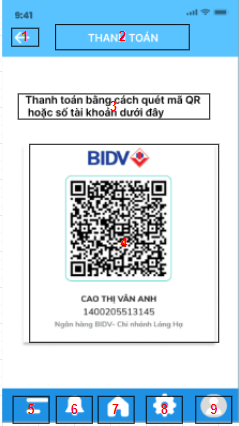 9:41
1
THANH TOÁN
2
Thanh toán bằng cách quét mã QR
hoặc số tài khoản dưới đây
3
BIDV
4
CAO THỊ VÂN ANH
1400205513145
Ngân hàng BIDV- Chi nhánh Láng Hạ
5 6 7 8 9